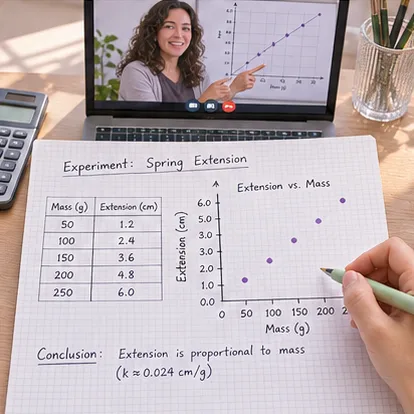 Mass (g)
Experiment: Spring Extension
Mass (g) Extension (cm)
50 1.2
100 2.4
150 3.6
200 4.8
250 6.0
Extension vs. Mass
Extension (cm)
6.0
5.0
4.0
3.0
2.0
1.0
0.0
0 50 100 150 200
Mass (g)
Conclusion: Extension is proportional to mass
(k ≈ 0.024 cm/g)